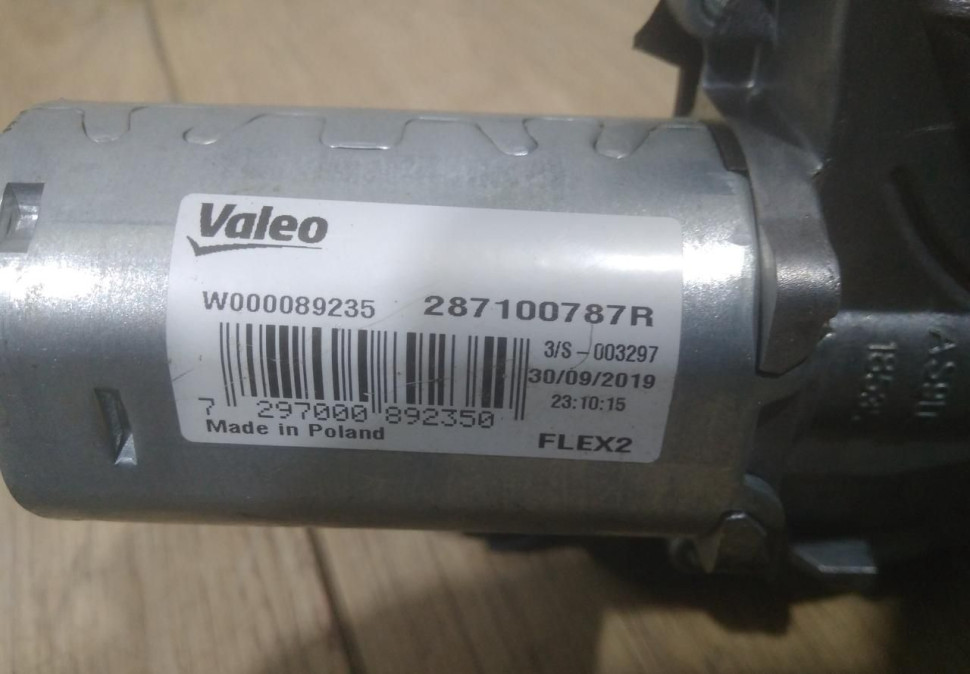 Valeo
W000089235 287100787R
3/S-003297
30/09/2019
23:10:15
7 297000 892350
Made in Poland
FLEX2